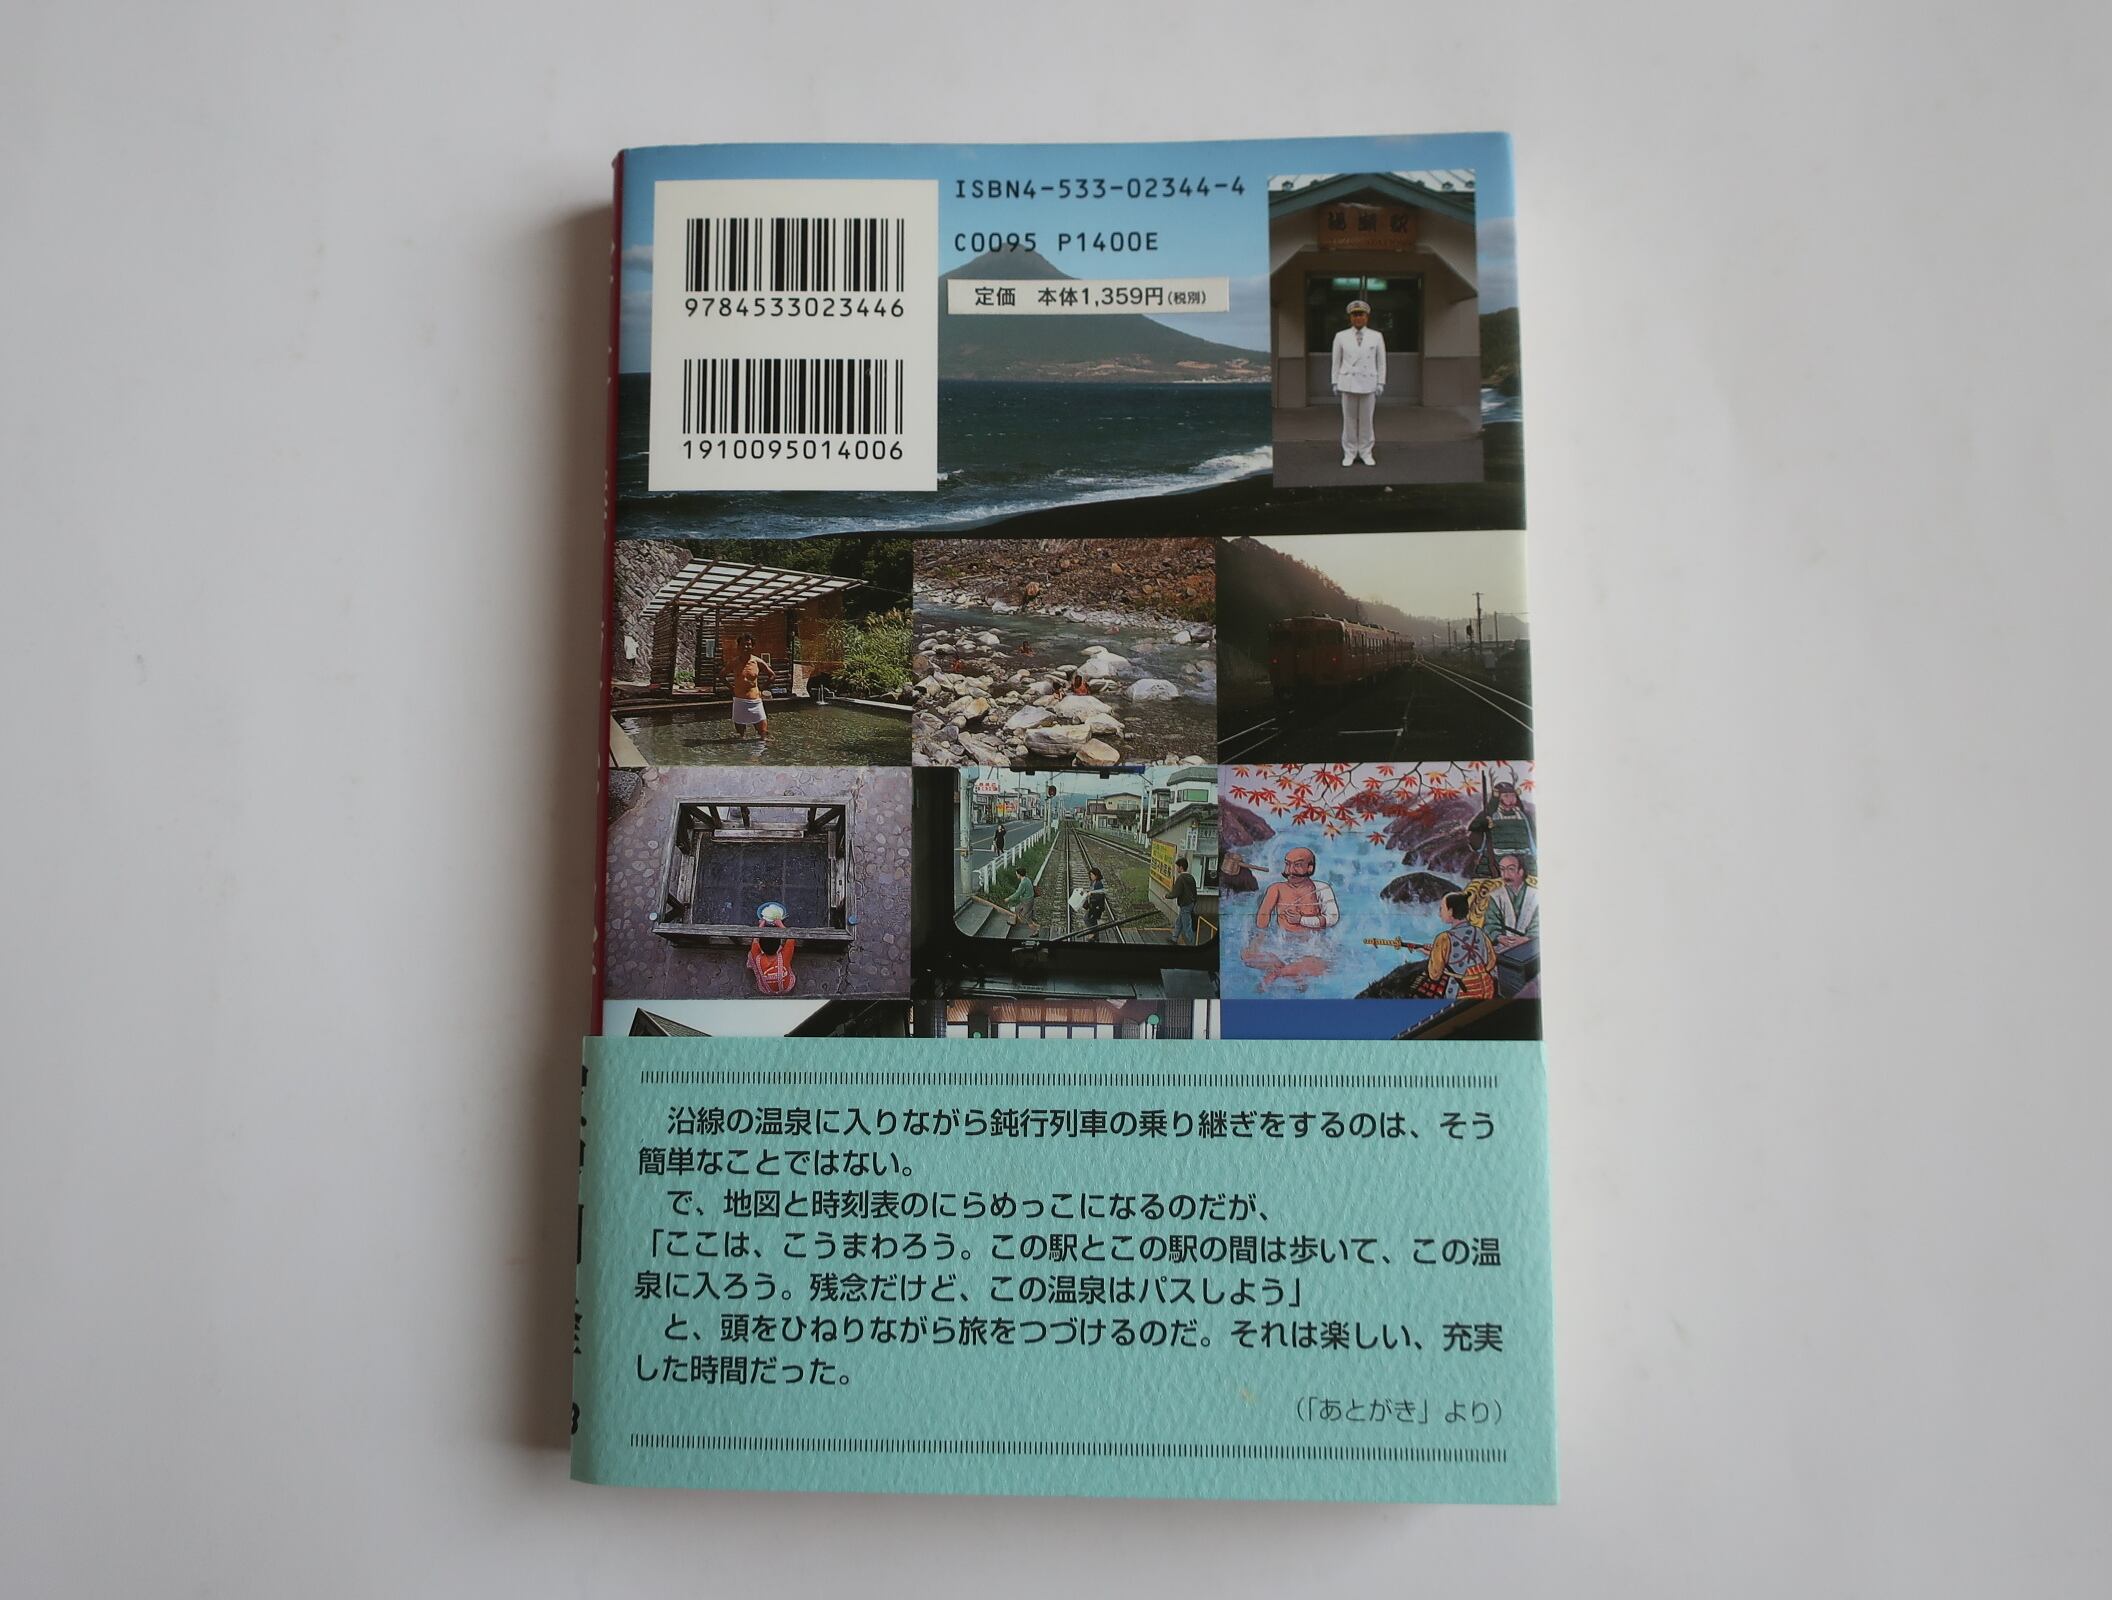 ISBN4-533-02344-4
C0095 P1400E
定価 本体1,359円(税別)
9784533023446
1910095014006
沿線の温泉に入りながら鈍行列車の乗り継ぎをするのは、そう
簡単なことではない。
で、地図と時刻表のにらめっこになるのだが、
「ここは、こうまわろう。この駅とこの駅の間は歩いて、この温
泉に入ろう。残念だけど、この温泉はパスしよう」
と、頭をひねりながら旅をつづけるのだ。それは楽しい、充実
した時間だった。
(「あとがき」より)